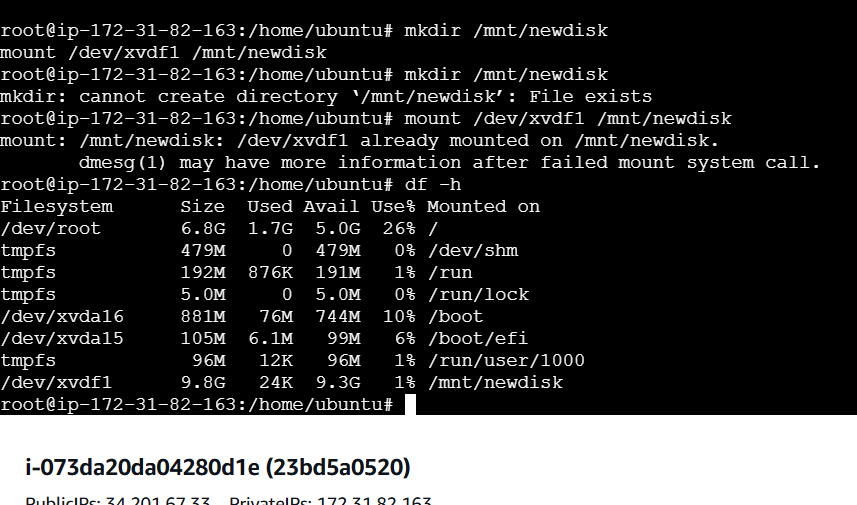 root@ip-172-31-82-163:/home/ubuntu# mkdir /mnt/newdisk
mount /dev/xvdf1 /mnt/newdisk
root@ip-172-31-82-163:/home/ubuntu# mkdir /mnt/newdisk
mkdir: cannot create directory ‘/mnt/newdisk’: File exists
root@ip-172-31-82-163:/home/ubuntu# mount /dev/xvdf1 /mnt/newdisk
mount: /mnt/newdisk: /dev/xvdf1 already mounted on /mnt/newdisk.
       dmesg(1) may have more information after failed mount system call.
root@ip-172-31-82-163:/home/ubuntu# df -h
Filesystem      Size  Used Avail Use% Mounted on
/dev/root       6.8G  1.7G  5.0G  26% /
tmpfs           479M     0  479M   0% /dev/shm
tmpfs           192M  876K  191M   1% /run
tmpfs           5.0M     0  5.0M   0% /run/lock
/dev/xvda16     881M   76M  744M  10% /boot
/dev/xvda15     105M  6.1M   99M   6% /boot/efi
tmpfs            96M   12K   96M   1% /run/user/1000
/dev/xvdf1      9.8G   24K  9.3G   1% /mnt/newdisk
root@ip-172-31-82-163:/home/ubuntu#
i-073da20da04280d1e (23bd5a0520)
PublicIPs: 34.201.67.33 PrivateIPs: 172.31.82.163